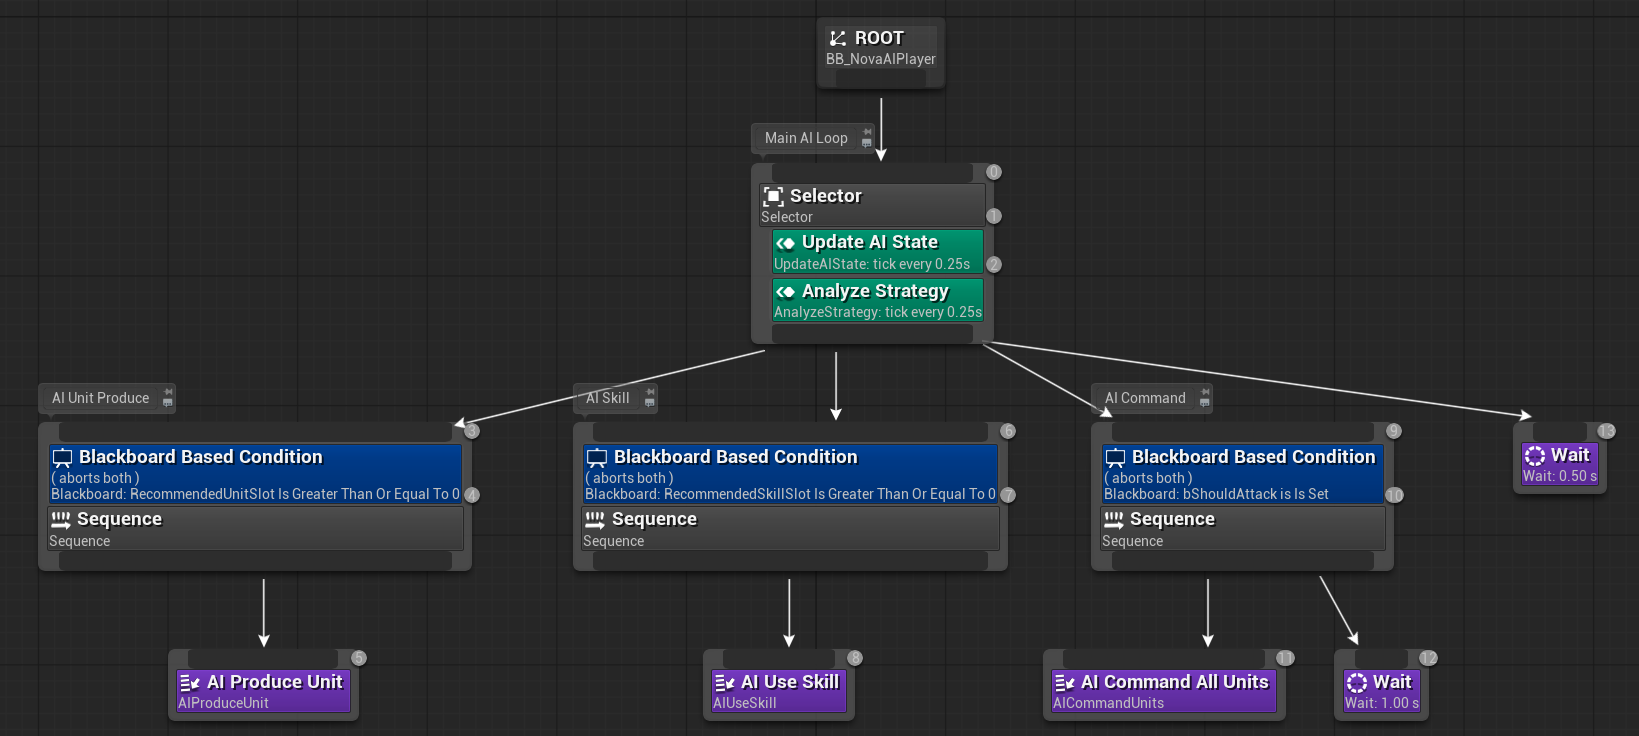 ROOT
BB_NovaAIPlayer
Main AI Loop
0
Selector
Selector
1
Update AI State
UpdateAIState: tick every 0.25s
2
Analyze Strategy
AnalyzeStrategy: tick every 0.25s
AI Unit Produce
3
Blackboard Based Condition
( aborts both )
Blackboard: RecommendedUnitSlot Is Greater Than Or Equal To 0
4
Sequence
Sequence
AI Skill
6
Blackboard Based Condition
( aborts both )
Blackboard: RecommendedSkillSlot Is Greater Than Or Equal To 0
7
Sequence
Sequence
AI Command
9
Blackboard Based Condition
( aborts both )
Blackboard: bShouldAttack is Is Set
10
Sequence
Sequence
13
Wait
Wait: 0.50 s
5
AI Produce Unit
AIProduceUnit
8
AI Use Skill
AIUseSkill
11
AI Command All Units
AICommandUnits
12
Wait
Wait: 1.00 s